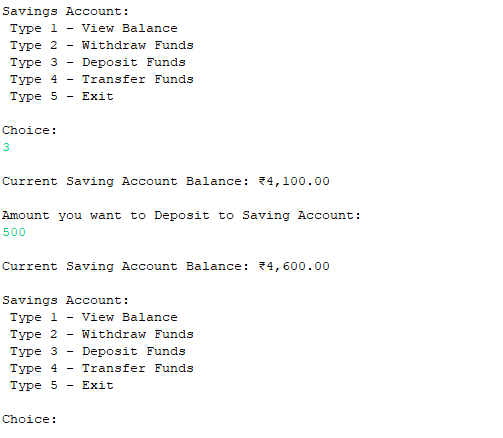 Savings Account:
Type 1 - View Balance
Type 2 - Withdraw Funds
Type 3 - Deposit Funds
Type 4 - Transfer Funds
Type 5 - Exit
Choice:
3
Current Saving Account Balance: ₹4,100.00
Amount you want to Deposit to Saving Account:
500
Current Saving Account Balance: ₹4,600.00
Savings Account:
Type 1 - View Balance
Type 2 - Withdraw Funds
Type 3 - Deposit Funds
Type 4 - Transfer Funds
Type 5 - Exit
Choice: